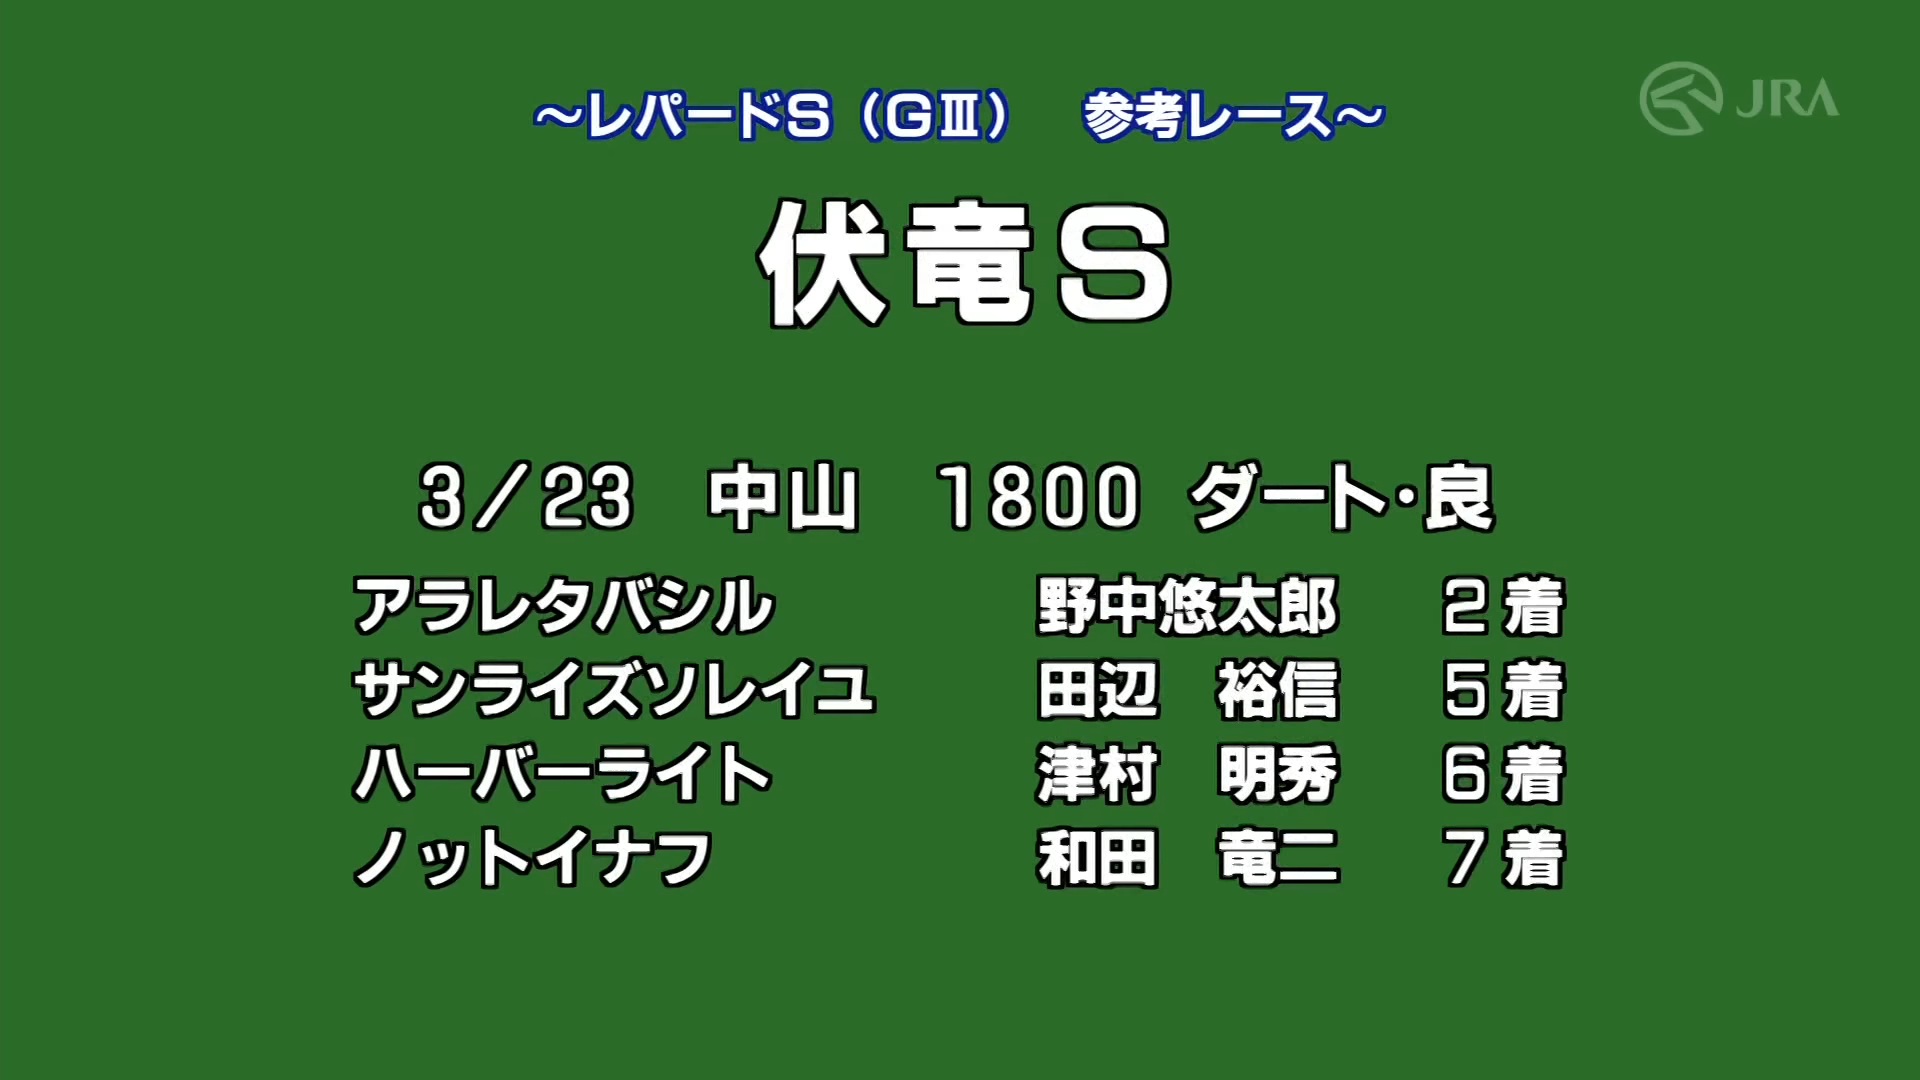 ～レパードS（GⅢ）　参考レース～
JRA
伏竜S
3／23　中山　1800 ダート・良
アラレタバシル　野中悠太郎　2着
サンライズソレイユ　田辺　裕信　5着
ハーバーライト　津村　明秀　6着
ノットイナフ　和田　竜二　7着